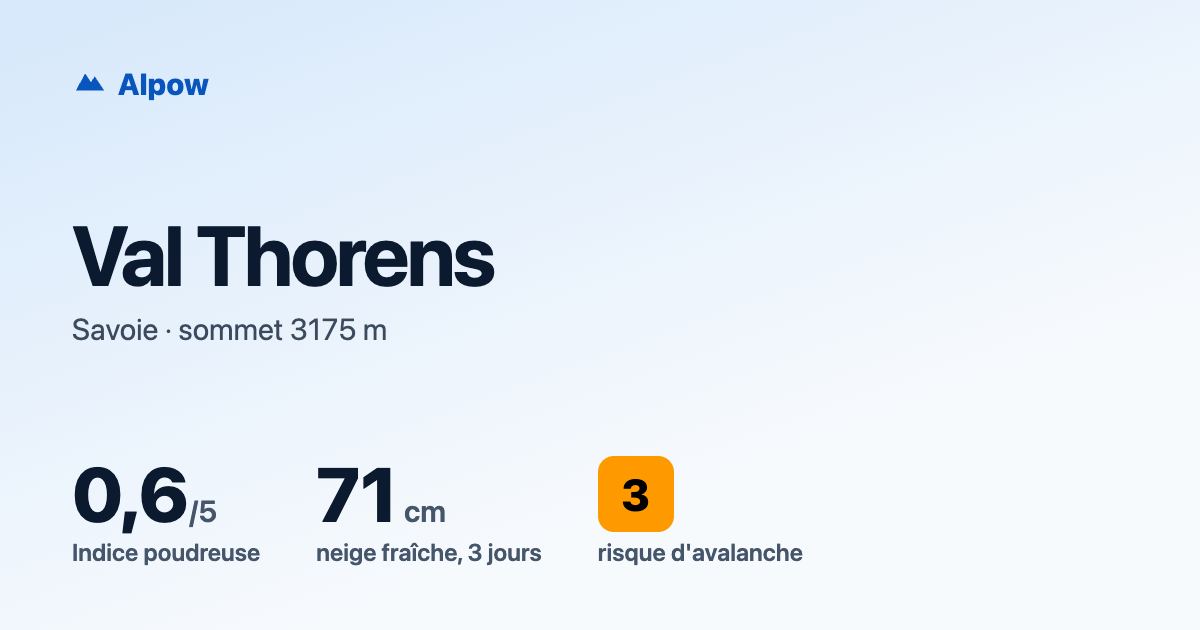 Alpow
Val Thorens
Savoie · sommet 3175 m
0,6/5
Indice poudreuse
71 cm
neige fraîche, 3 jours
3
risque d'avalanche